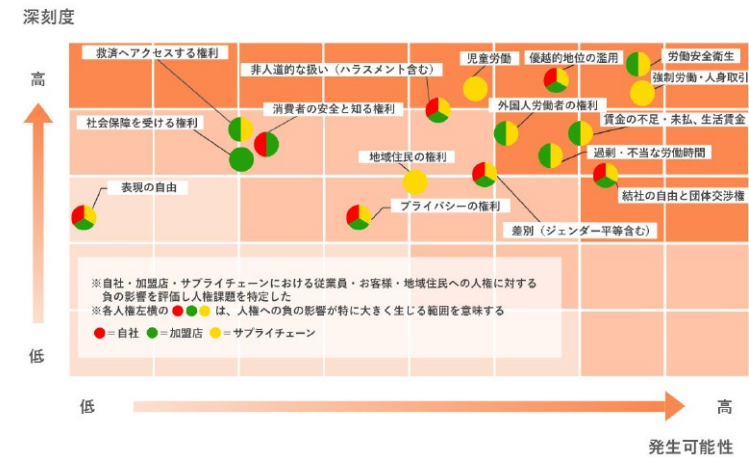 深刻度
高
低
救済へアクセスする権利
非人道的な扱い（ハラスメント含む）
児童労働
優越的地位の濫用
労働安全衛生
強制労働・人身取引
社会保障を受ける権利
消費者の安全と知る権利
外国人労働者の権利
賃金の不足・未払、生活賃金
地域住民の権利
過剰・不当な労働時間
表現の自由
プライバシーの権利
差別（ジェンダー平等含む）
結社の自由と団体交渉権
※自社・加盟店・サプライチェーンにおける従業員・お客様・地域住民への人権に対する
負の影響を評価し人権課題を特定した
※各人権左横の●●●は、人権への負の影響が特に大きく生じる範囲を意味する
●＝自社 ●＝加盟店 ●＝サプライチェーン
低
高
発生可能性